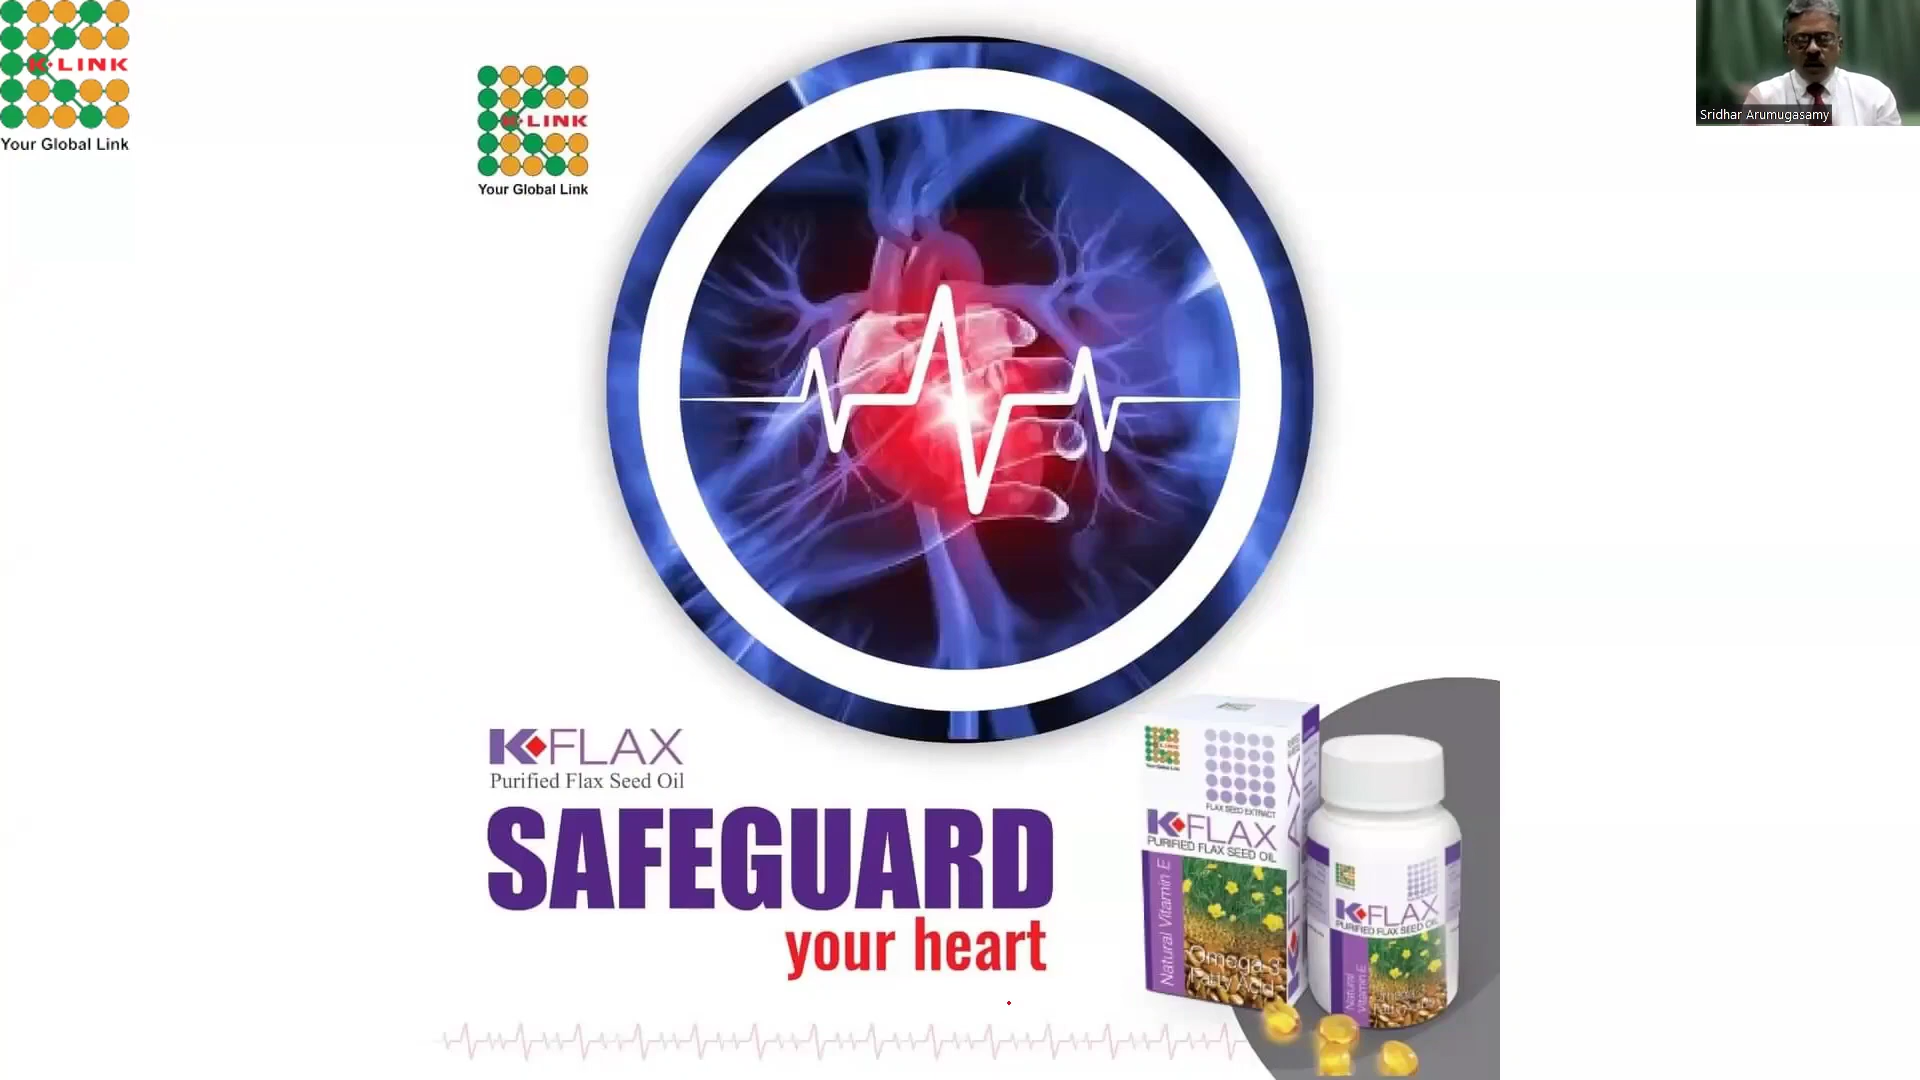 K·LINK
Your Global Link
K·LINK
Your Global Link
Sridhar Arumugasamy
K FLAX
Purified Flax Seed Oil
SAFEGUARD
your heart
FLAX SEED EXTRACT
K FLAX
PURIFIED FLAX SEED OIL
Natural Vitamin E
Omega 3
Fatty Acid
K FLAX
PURIFIED FLAX SEED OIL
Natural
Vitamin E